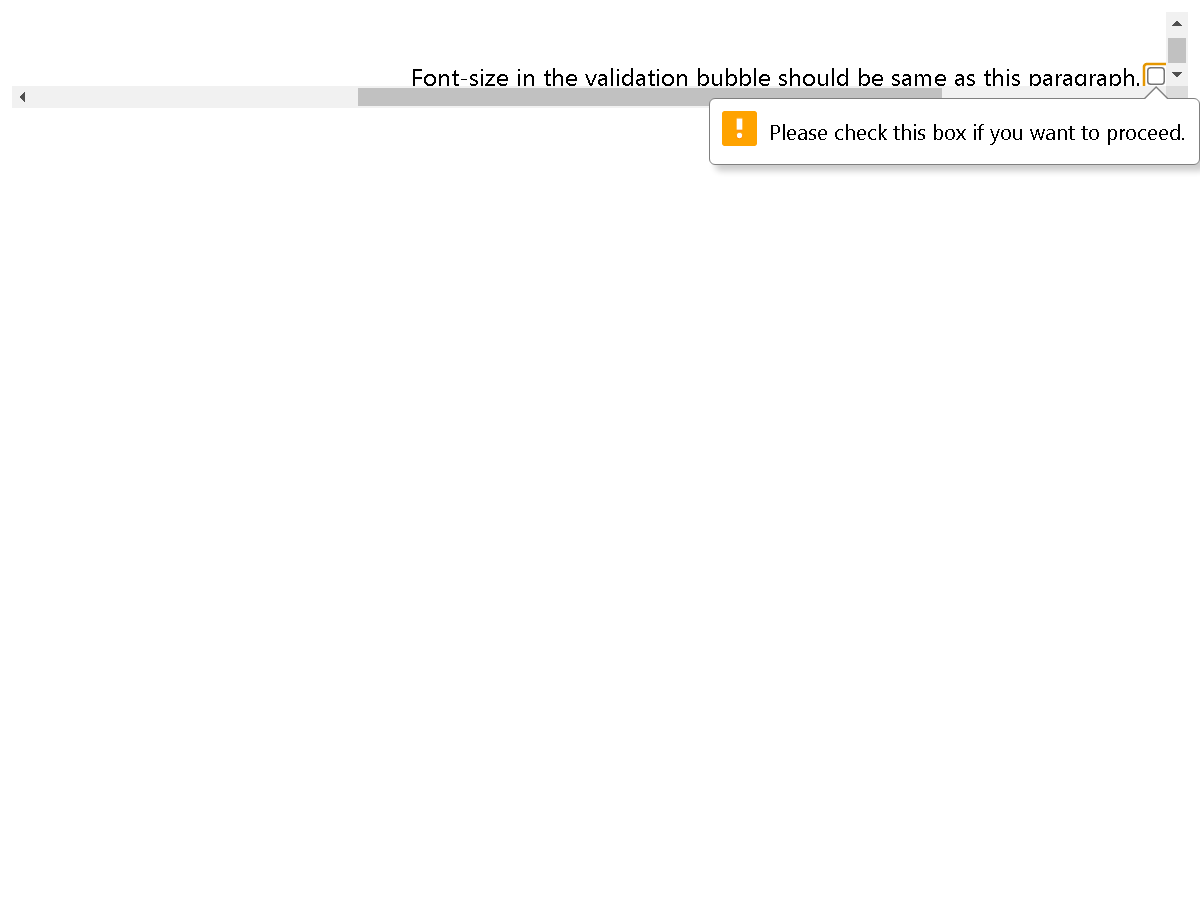 Font-size in the validation bubble should be same as this paragraph.
Please check this box if you want to proceed.